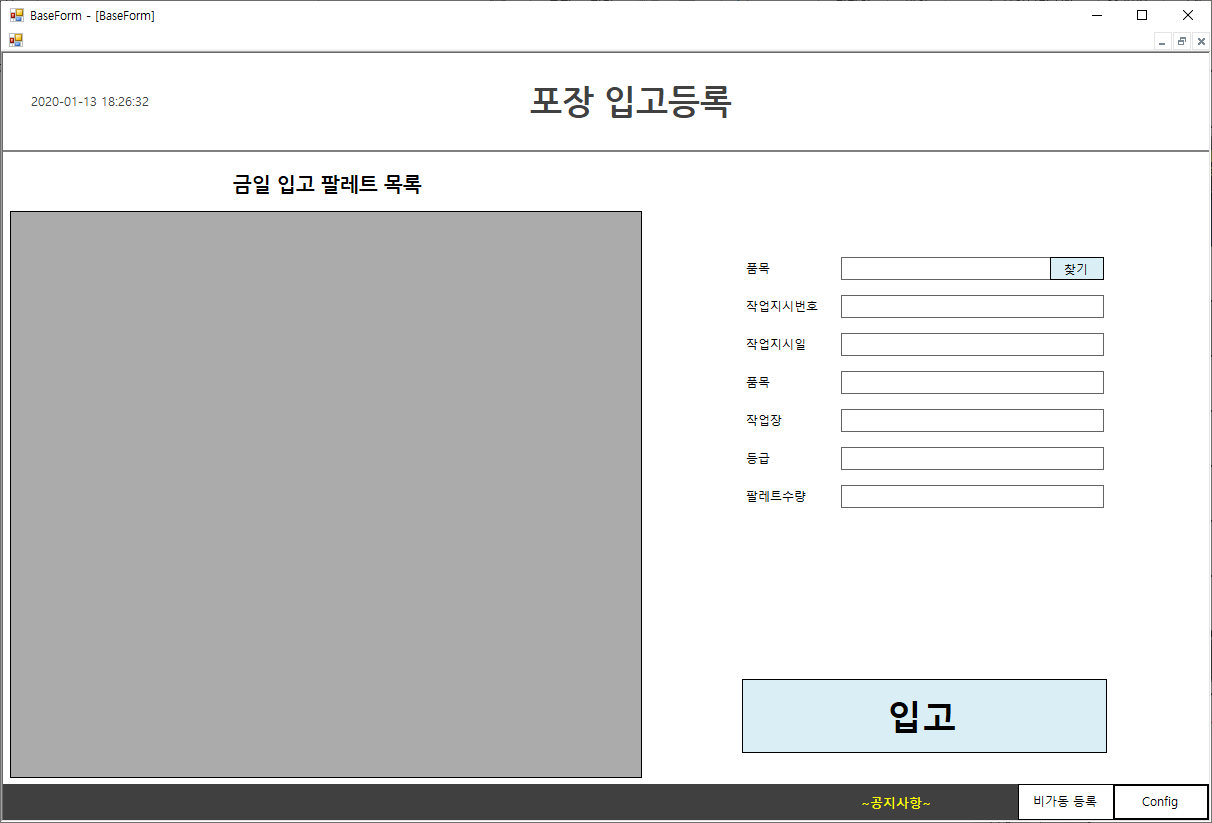 BaseForm - [BaseForm]
2020-01-13 18:26:32
포장 입고등록
금일 입고 팔레트 목록
품목
찾기
작업지시번호
작업지시일
품목
작업장
등급
팔레트수량
입고
~공지사항~
비가동 등록
Config